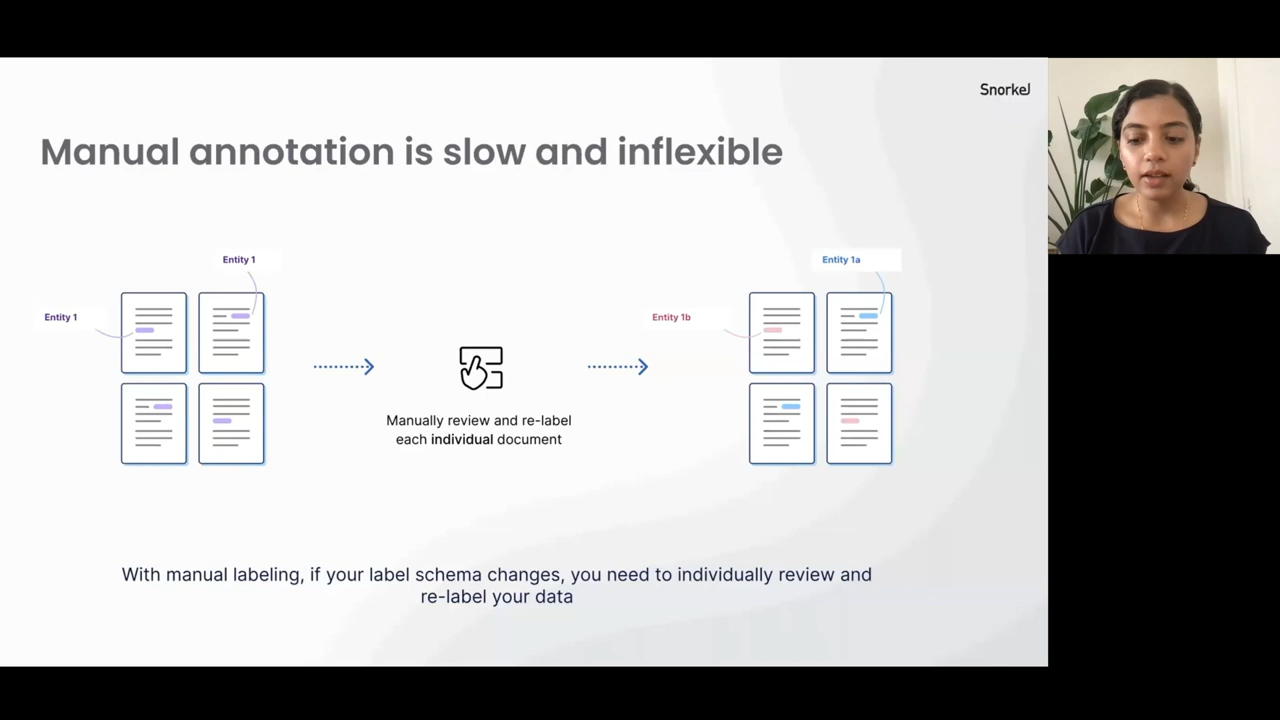 Snorkel
Manual annotation is slow and inflexible
Entity 1
Entity 1
Entity 1a
Entity 1b
Manually review and re-label
each individual document
With manual labeling, if your label schema changes, you need to individually review and
re-label your data